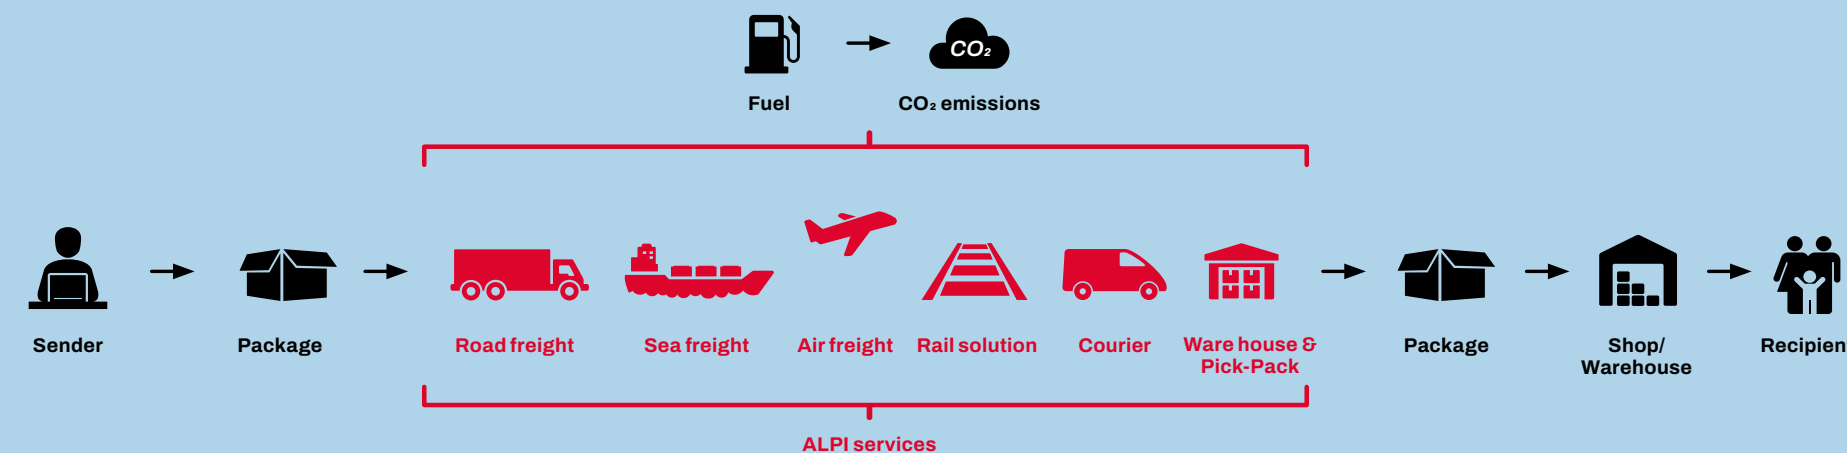 CO₂
Fuel
CO₂ emissions
Sender
Package
Road freight
Sea freight
Air freight
Rail solution
Courier
Ware house &
Pick-Pack
Package
Shop/
Warehouse
Recipien
ALPI services